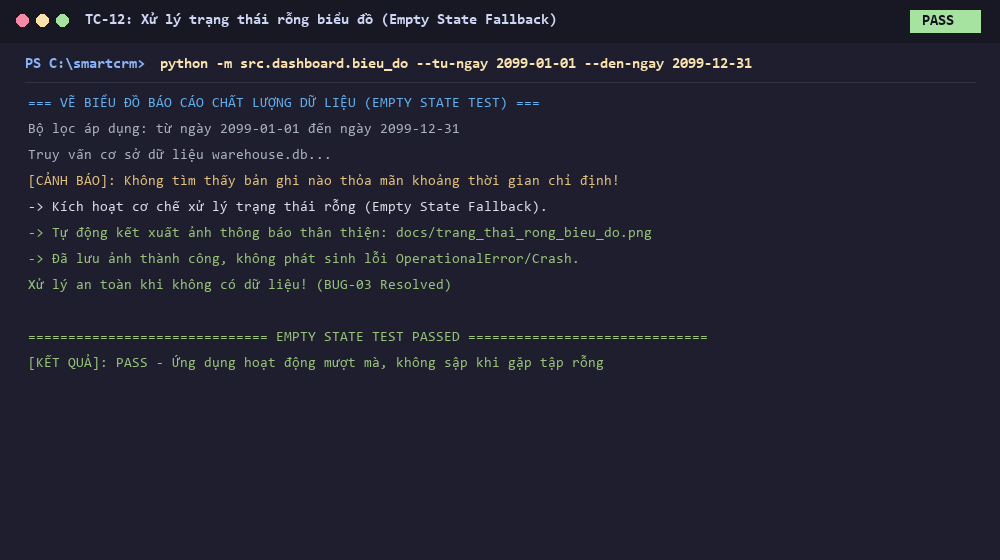 TC-12: Xử lý trạng thái rỗng biểu đồ (Empty State Fallback)
PASS
PS C:\smartcrm> python -m src.dashboard.bieu_do --tu-ngay 2099-01-01 --den-ngay 2099-12-31
=== VẼ BIỂU ĐỒ BÁO CÁO CHẤT LƯỢNG DỮ LIỆU (EMPTY STATE TEST) ===
Bộ lọc áp dụng: từ ngày 2099-01-01 đến ngày 2099-12-31
Truy vấn cơ sở dữ liệu warehouse.db...
[CẢNH BÁO]: Không tìm thấy bản ghi nào thỏa mãn khoảng thời gian chỉ định!
-> Kích hoạt cơ chế xử lý trạng thái rỗng (Empty State Fallback).
-> Tự động kết xuất ảnh thông báo thân thiện: docs/trang_thai_rong_bieu_do.png
-> Đã lưu ảnh thành công, không phát sinh lỗi OperationalError/Crash.
Xử lý an toàn khi không có dữ liệu! (BUG-03 Resolved)
============================== EMPTY STATE TEST PASSED ==============================
[KẾT QUẢ]: PASS - Ứng dụng hoạt động mượt mà, không sập khi gặp tập rỗng